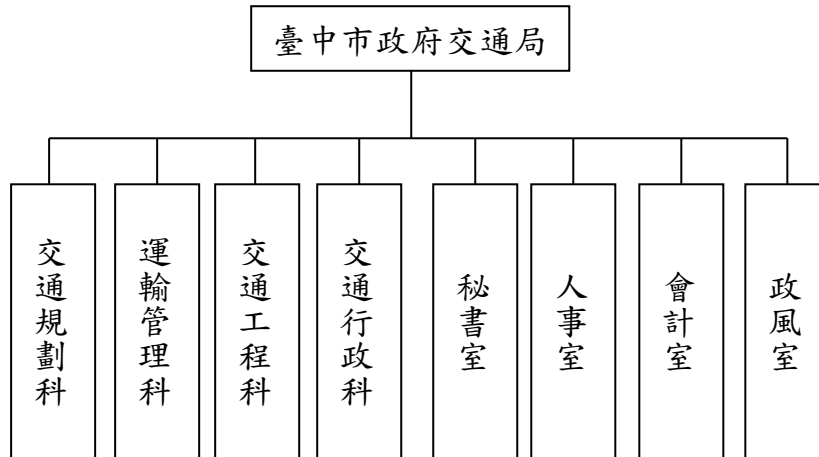 臺中市政府交通局
交通規劃科
運輸管理科
交通工程科
交通行政科
秘書室
人事室
會計室
政風室